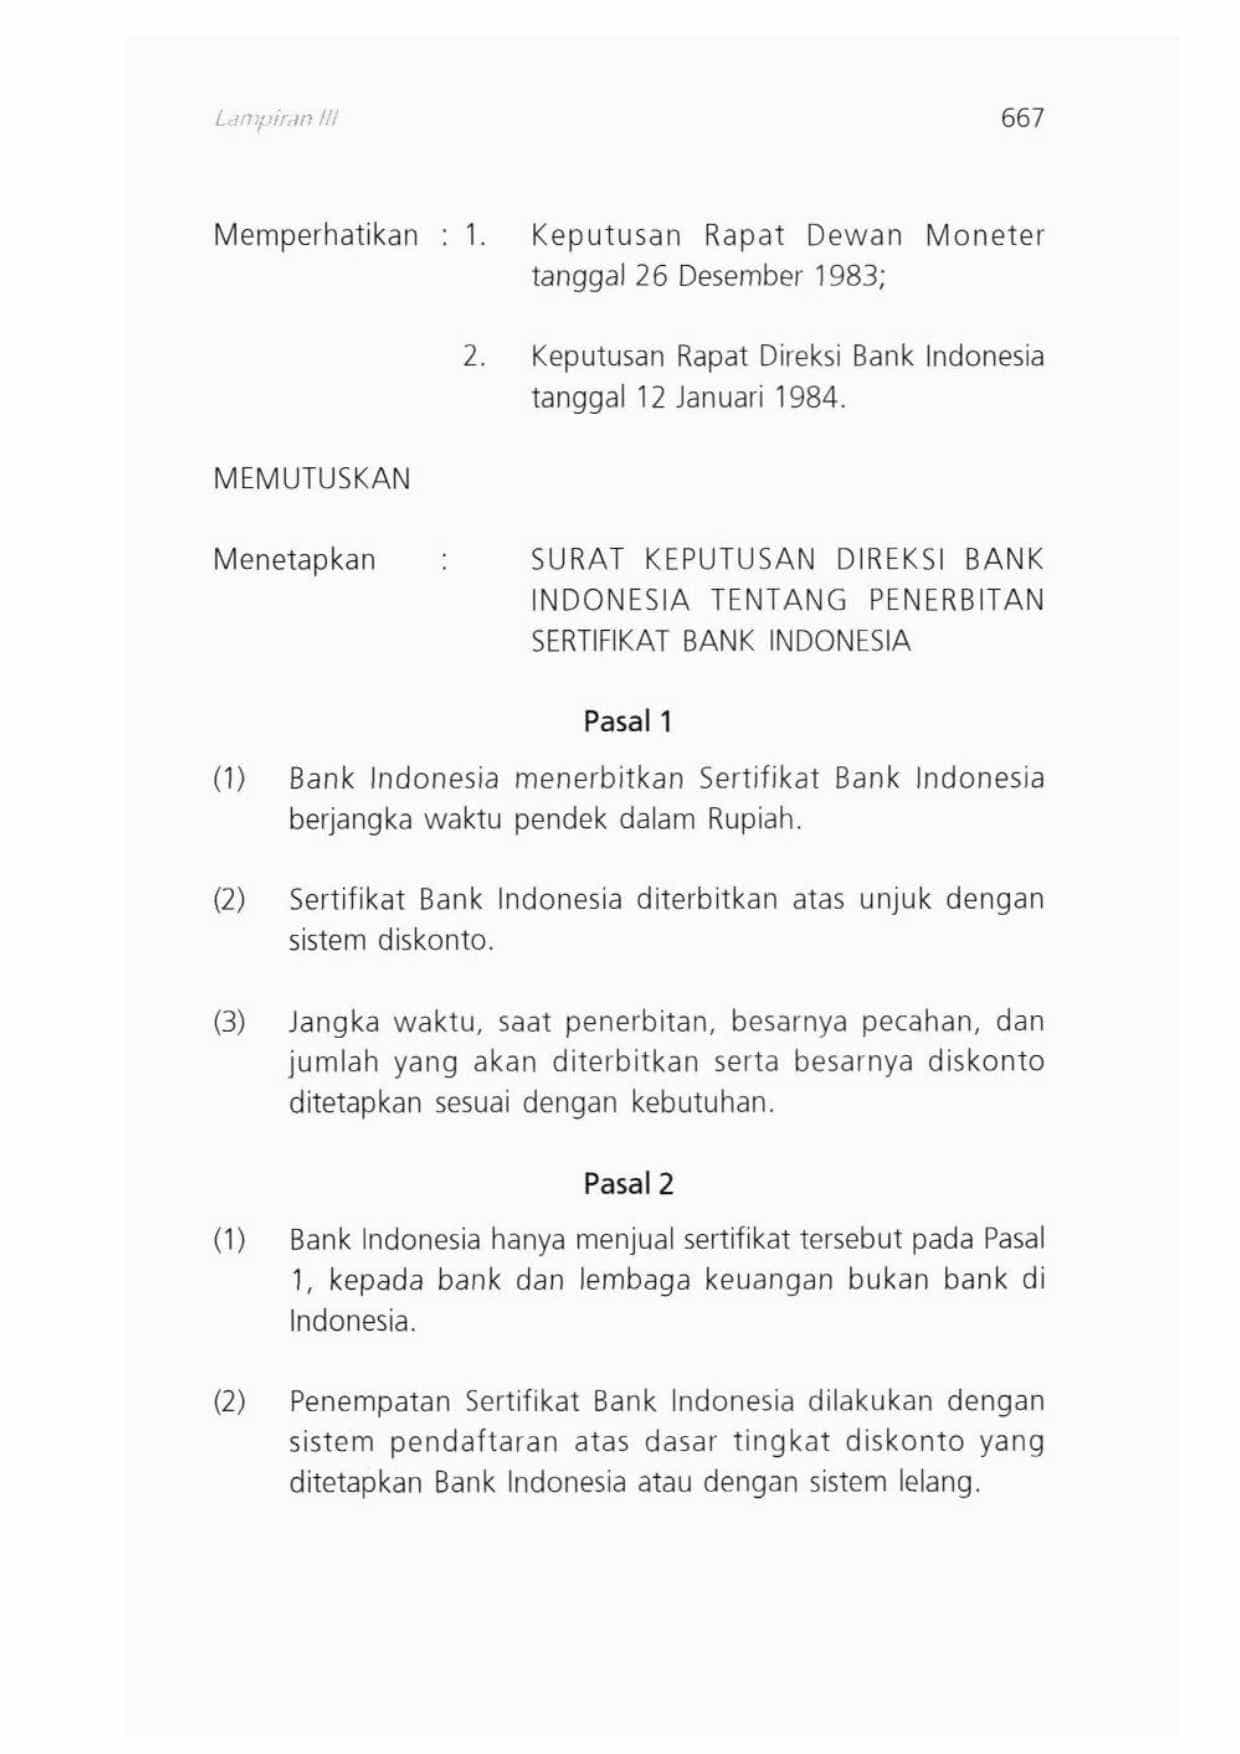 Lampiran III 667
Memperhatikan : 1. Keputusan Rapat Dewan Moneter
tanggal 26 Desember 1983;
2. Keputusan Rapat Direksi Bank Indonesia
tanggal 12 Januari 1984.
MEMUTUSKAN
Menetapkan : SURAT KEPUTUSAN DIREKSI BANK
INDONESIA TENTANG PENERBITAN
SERTIFIKAT BANK INDONESIA
Pasal 1
(1) Bank Indonesia menerbitkan Sertifikat Bank Indonesia
berjangka waktu pendek dalam Rupiah.
(2) Sertifikat Bank Indonesia diterbitkan atas unjuk dengan
sistem diskonto.
(3) Jangka waktu, saat penerbitan, besarnya pecahan, dan
jumlah yang akan diterbitkan serta besarnya diskonto
ditetapkan sesuai dengan kebutuhan.
Pasal 2
(1) Bank Indonesia hanya menjual sertifikat tersebut pada Pasal
1, kepada bank dan lembaga keuangan bukan bank di
Indonesia.
(2) Penempatan Sertifikat Bank Indonesia dilakukan dengan
sistem pendaftaran atas dasar tingkat diskonto yang
ditetapkan Bank Indonesia atau dengan sistem lelang.